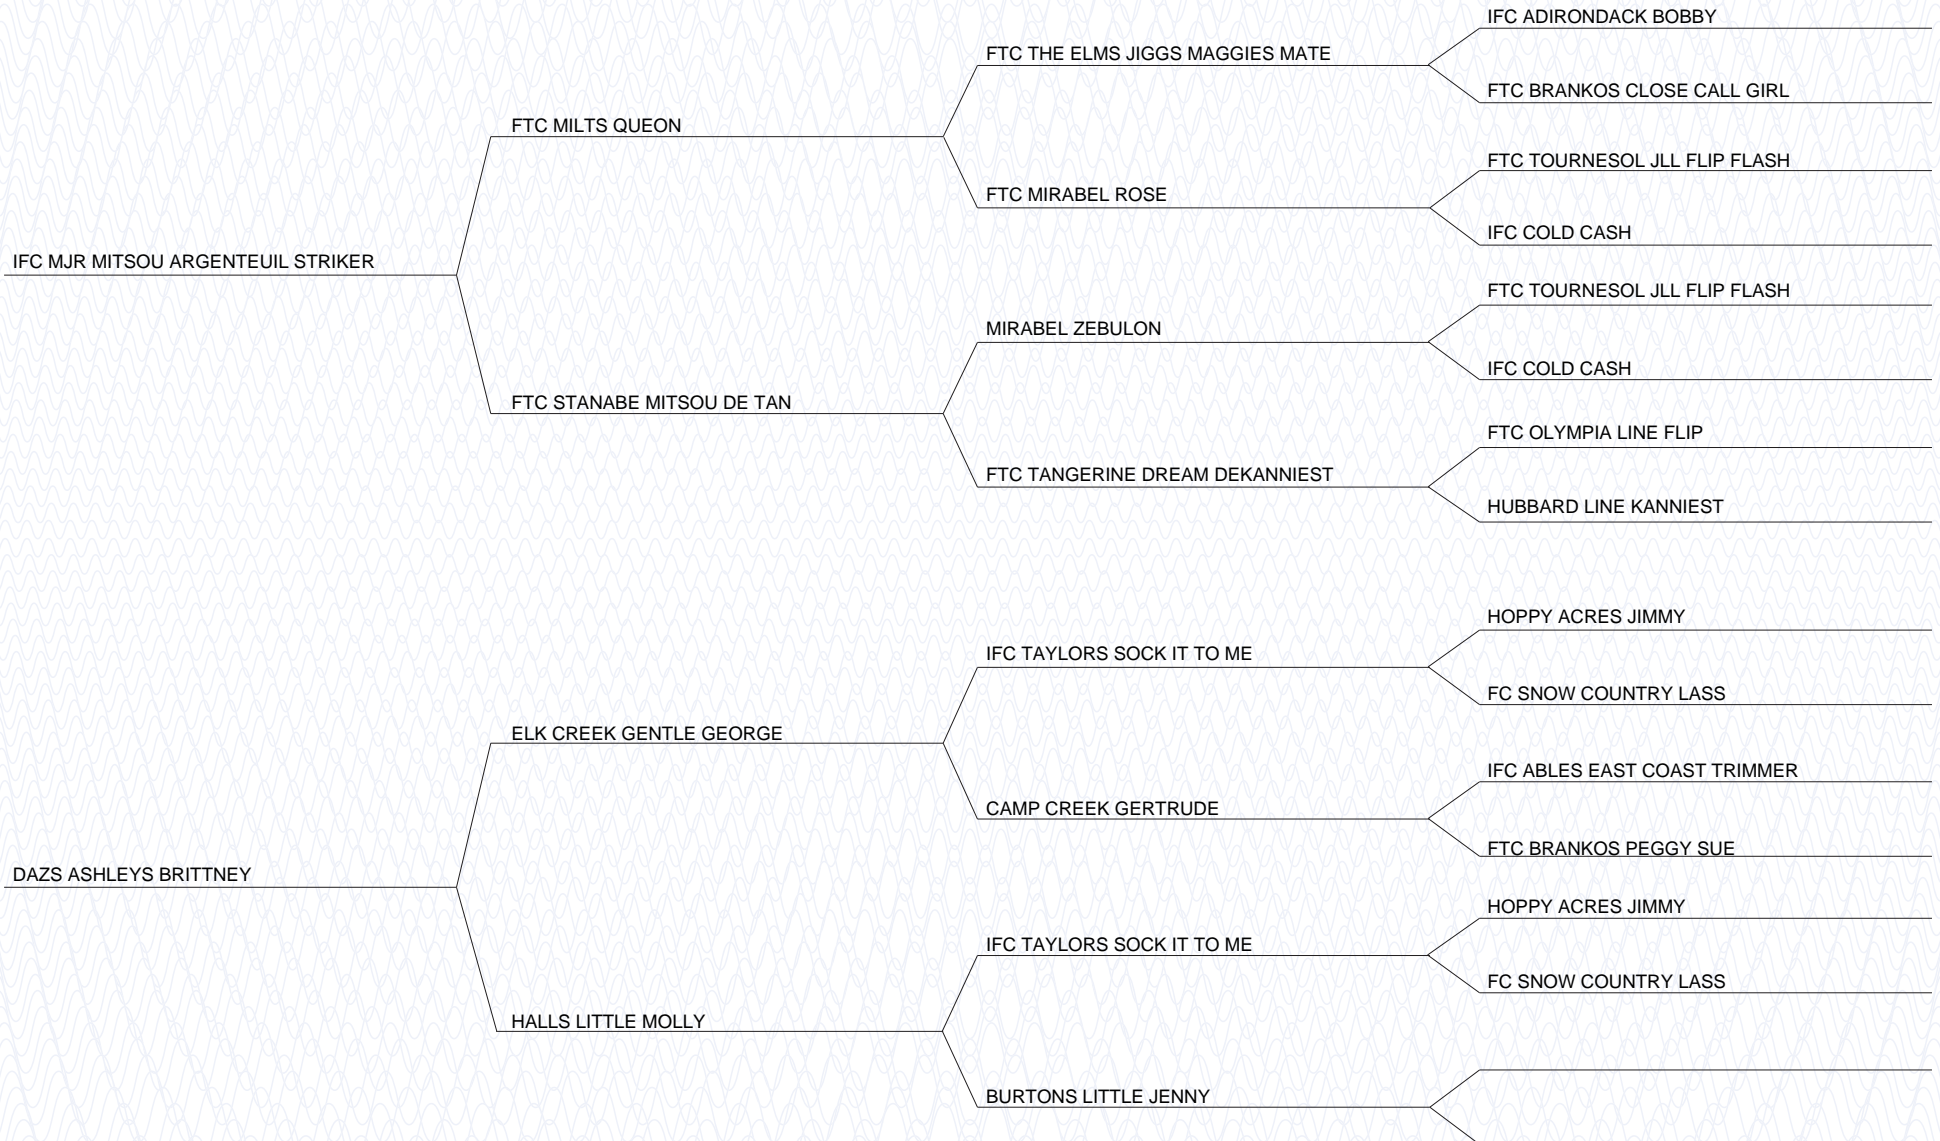 IFC ADIRONDACK BOBBY
FTC THE ELMS JIGGS MAGGIES MATE
FTC BRANKOS CLOSE CALL GIRL
FTC MILTS QUEON
FTC TOURNESOL JLL FLIP FLASH
FTC MIRABEL ROSE
IFC COLD CASH
IFC MJR MITSOU ARGENTEUIL STRIKER
FTC TOURNESOL JLL FLIP FLASH
MIRABEL ZEBULON
IFC COLD CASH
FTC STANABE MITSOU DE TAN
FTC OLYMPIA LINE FLIP
FTC TANGERINE DREAM DEKANNIEST
HUBBARD LINE KANNIEST
HOPPY ACRES JIMMY
IFC TAYLORS SOCK IT TO ME
FC SNOW COUNTRY LASS
ELK CREEK GENTLE GEORGE
IFC ABLES EAST COAST TRIMMER
CAMP CREEK GERTRUDE
FTC BRANKOS PEGGY SUE
DAZS ASHLEYS BRITTNEY
HOPPY ACRES JIMMY
IFC TAYLORS SOCK IT TO ME
FC SNOW COUNTRY LASS
HALLS LITTLE MOLLY
BURTONS LITTLE JENNY